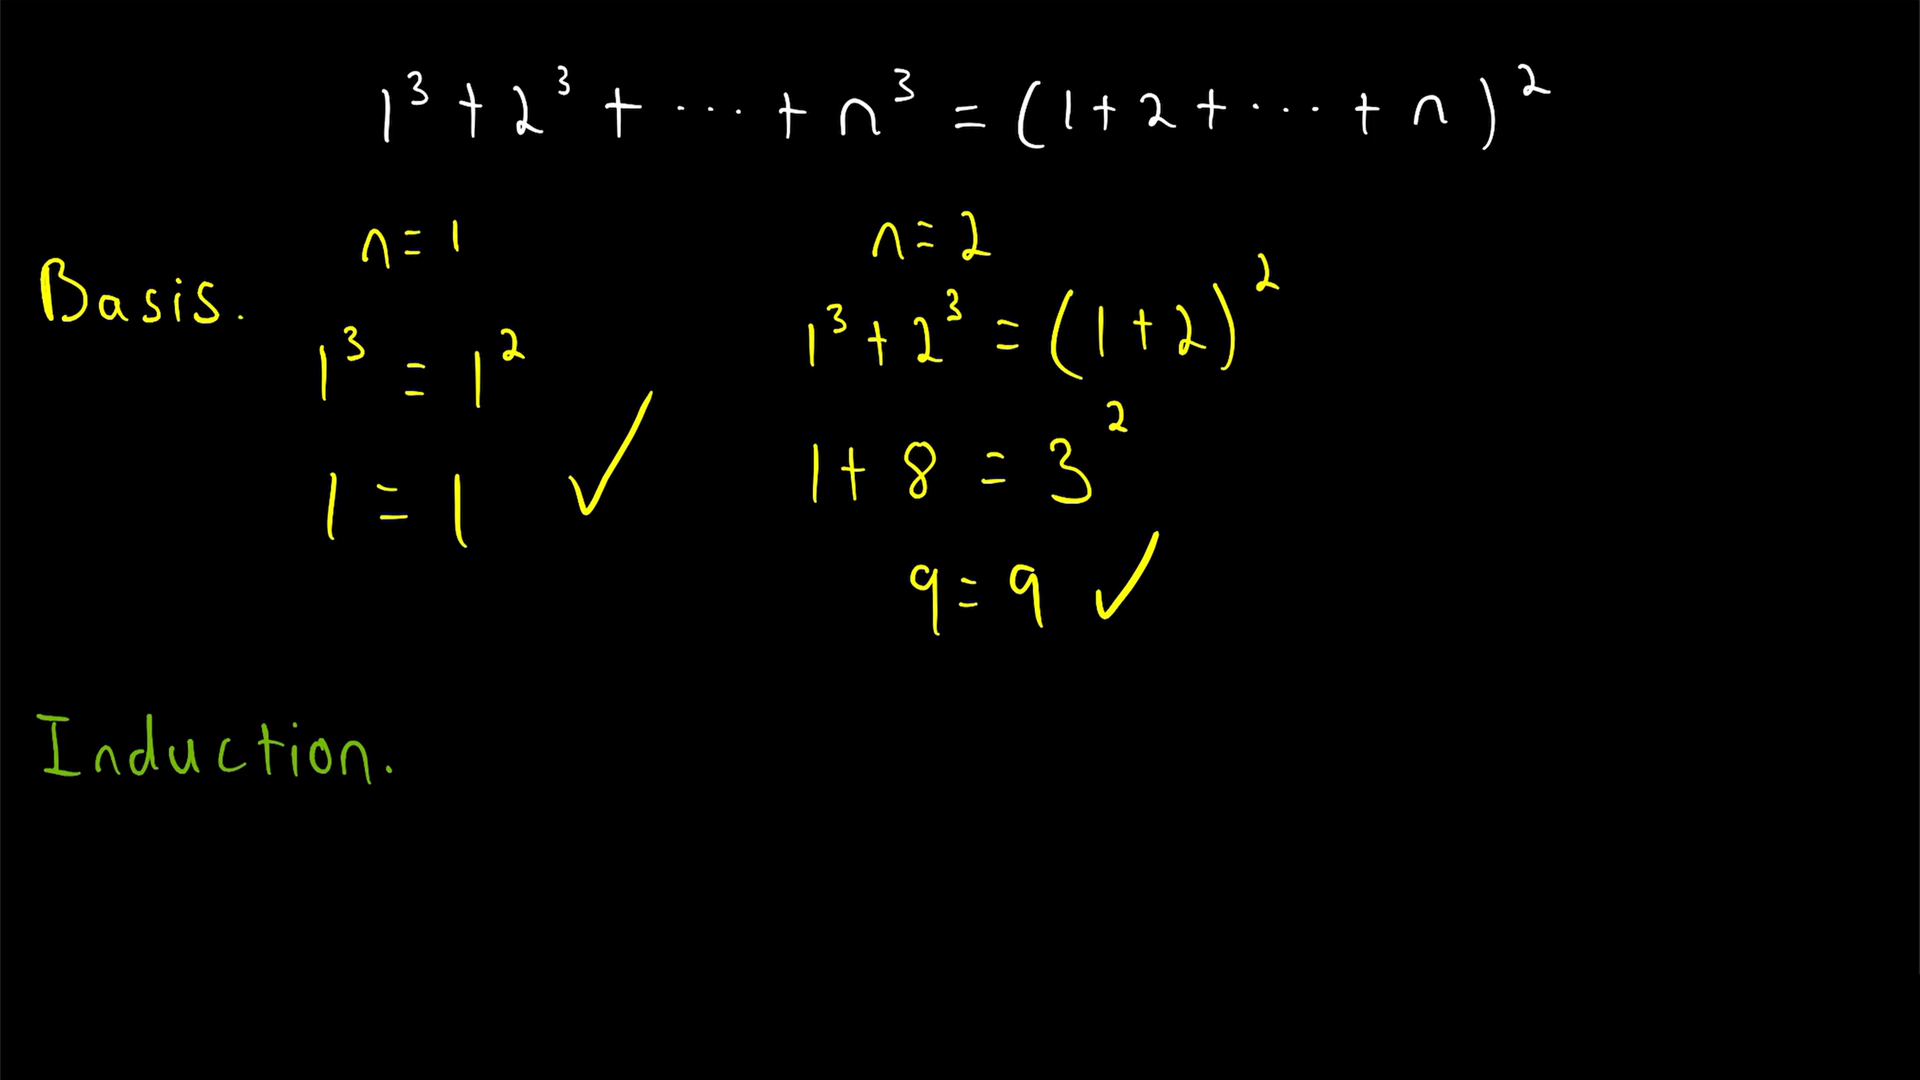 1³ + 2³ + ··· + n³ = (1 + 2 + ··· + n)²
n = 1
n = 2
Basis.
1³ + 2³ = (1 + 2)²
1³ = 1²
1 + 8 = 3²
1 = 1 ✓
9 = 9 ✓
Induction.